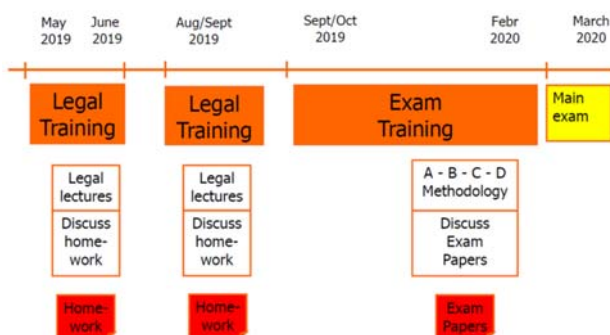 May
2019
June
2019
Aug/Sept
2019
Sept/Oct
2019
Febr
2020
March
2020
Legal
Training
Legal
Training
Exam
Training
Main
exam
Legal
lectures
Discuss
home-
work
Legal
lectures
Discuss
home-
work
A - B - C - D
Methodology
Discuss
Exam
Papers
Home-
work
Home-
work
Exam
Papers